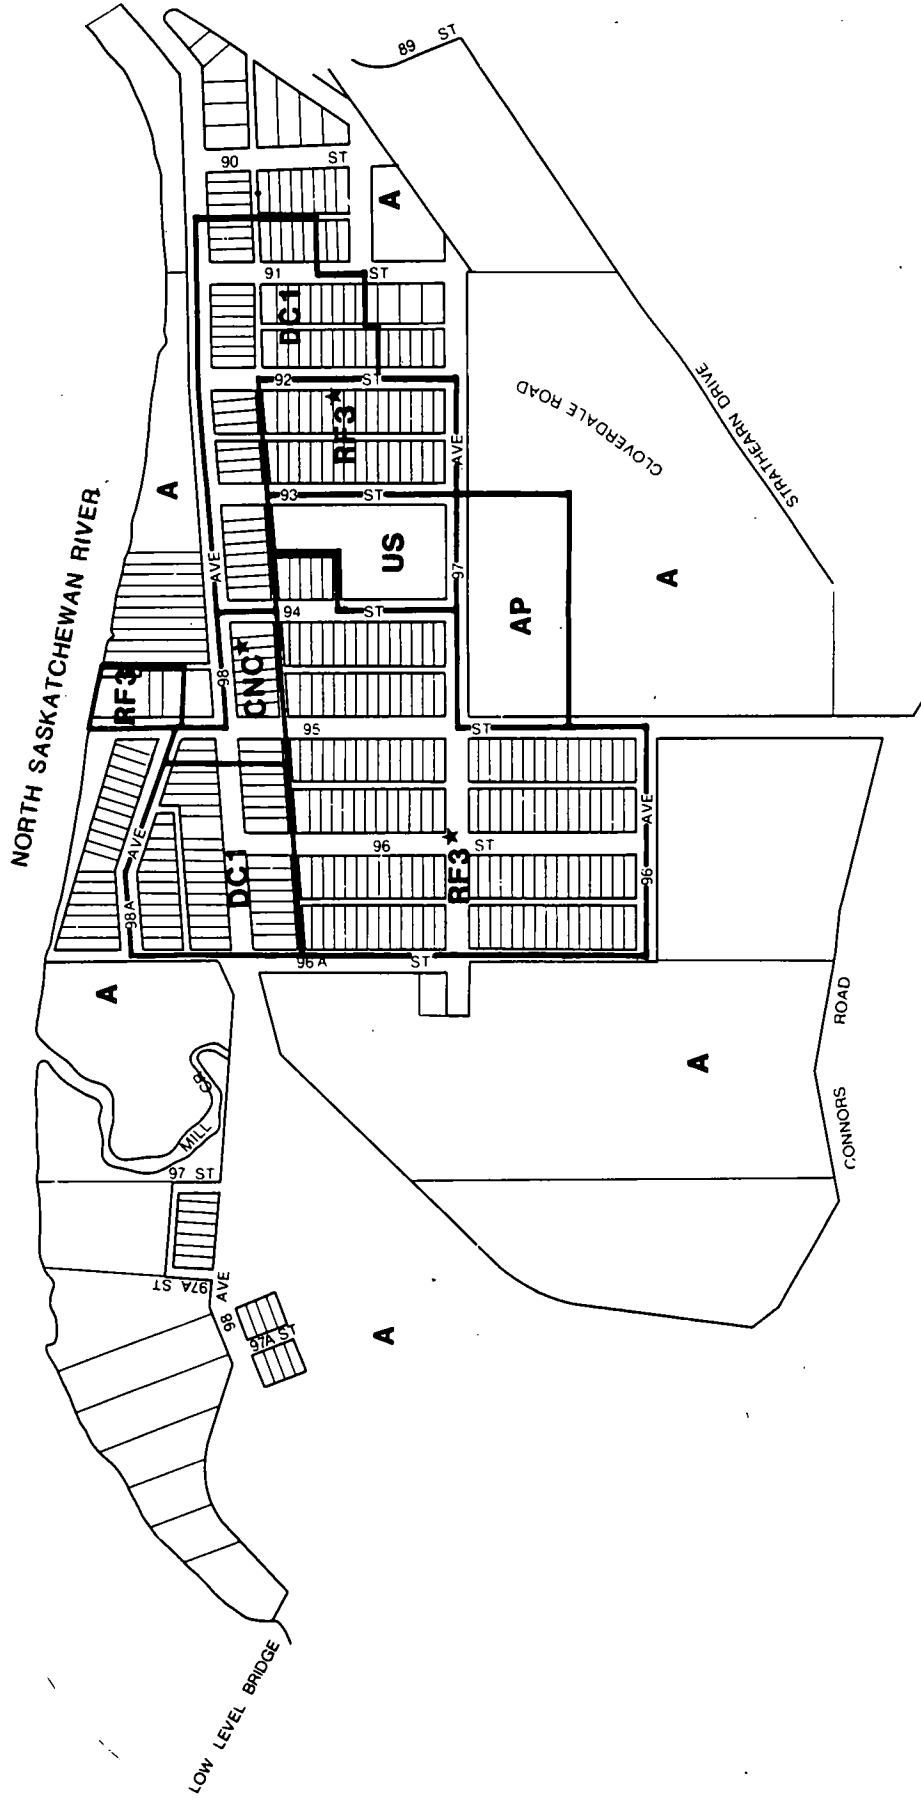 NORTH SASKATCHEWAN RIVER
LOW LEVEL BRIDGE
89 ST
90 ST
A
91 ST
DC1
92 ST
RF3★
CLOVERDALE ROAD
STRATHEARN DRIVE
A
98 AVE
93 ST
97 AVE
US
AP
A
94 ST
CNC★
RF3
95 ST
98A AVE
DC1
96 ST
RF3★
96 AVE
96 A ST
A
A
CONNORS ROAD
MILL
97 ST
97A ST
98 AVE
97A ST
A